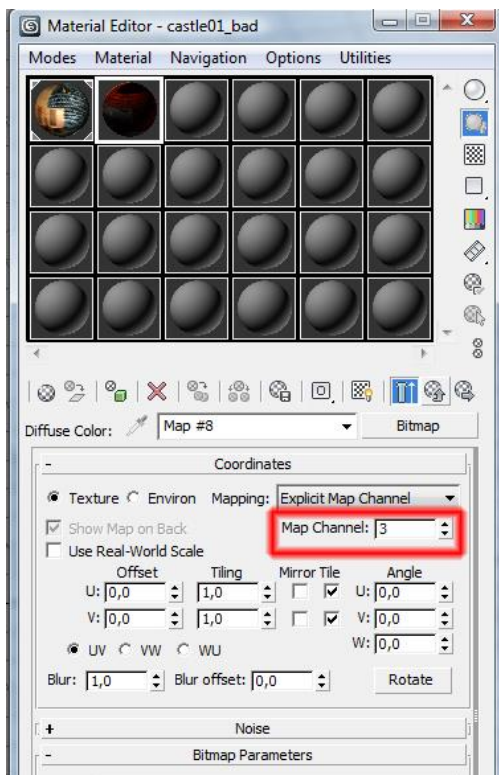 Material Editor - castle01_bad
Modes Material Navigation Options Utilities
Diffuse Color: Map #8 Bitmap
- Coordinates
Texture Environ Mapping: Explicit Map Channel
Show Map on Back Map Channel: 3
Use Real-World Scale
Offset Tiling Mirror Tile Angle
U: 0,0 1,0 U: 0,0
V: 0,0 1,0 V: 0,0
UV VW WU W: 0,0
Blur: 1,0 Blur offset: 0,0 Rotate
+ Noise
- Bitmap Parameters